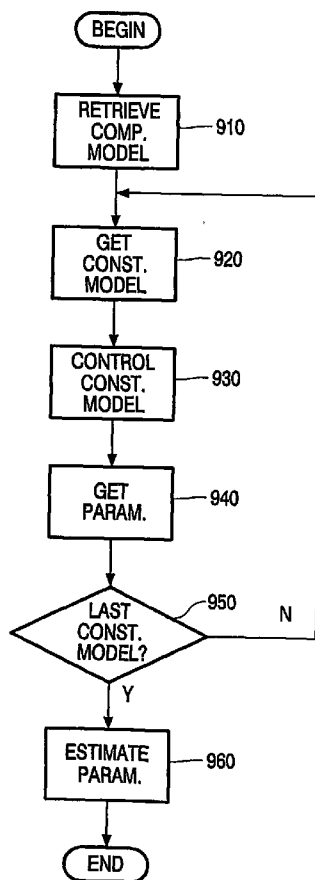 BEGIN
RETRIEVE
COMP.
MODEL
910
GET
CONST.
MODEL
920
CONTROL
CONST.
MODEL
930
GET
PARAM.
940
LAST
CONST.
MODEL?
950
N
Y
ESTIMATE
PARAM.
960
END